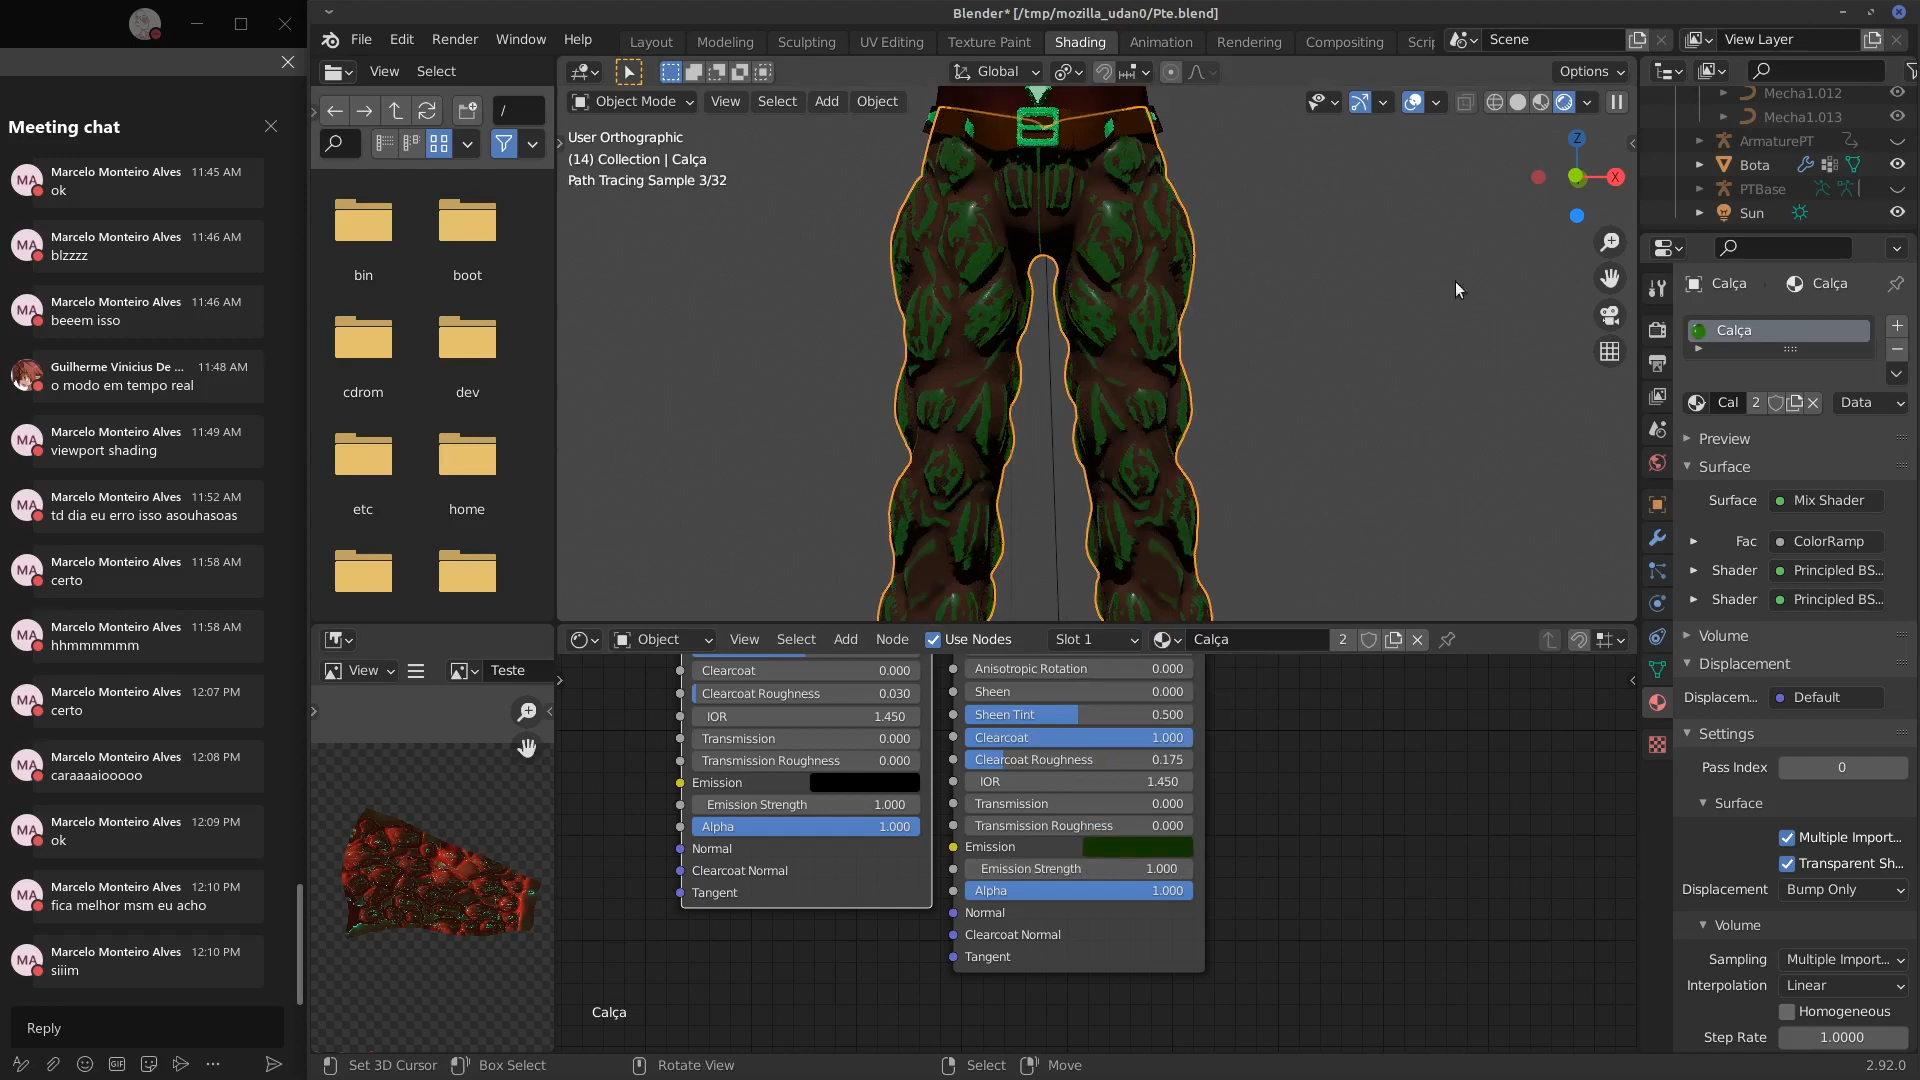 Blender* [/tmp/mozilla_udan0/Pte.blend]
File Edit Render Window Help
Layout Modeling Sculpting UV Editing Texture Paint Shading Animation Rendering Compositing Scrip
Scene
View Layer
Meeting chat
MA Marcelo Monteiro Alves 11:45 AM
ok
MA Marcelo Monteiro Alves 11:46 AM
blzzzz
MA Marcelo Monteiro Alves 11:46 AM
beeem isso
Guilherme Vinicius De ... 11:48 AM
o modo em tempo real
MA Marcelo Monteiro Alves 11:49 AM
viewport shading
MA Marcelo Monteiro Alves 11:52 AM
td dia eu erro isso asouhasoas
MA Marcelo Monteiro Alves 11:58 AM
certo
MA Marcelo Monteiro Alves 11:58 AM
hhmmmmmm
MA Marcelo Monteiro Alves 12:07 PM
certo
MA Marcelo Monteiro Alves 12:08 PM
caraaaaiooooo
MA Marcelo Monteiro Alves 12:09 PM
ok
MA Marcelo Monteiro Alves 12:10 PM
fica melhor msm eu acho
MA Marcelo Monteiro Alves 12:10 PM
siiim
Reply
GIF
View Select
/
bin boot
cdrom dev
etc home
View Teste
Global
Options
Object Mode View Select Add Object
User Orthographic
(14) Collection | Calça
Path Tracing Sample 3/32
Z
X
Object View Select Add Node Use Nodes Slot 1 Calça 2
Clearcoat 0.000
Clearcoat Roughness 0.030
IOR 1.450
Transmission 0.000
Transmission Roughness 0.000
Emission
Emission Strength 1.000
Alpha 1.000
Normal
Clearcoat Normal
Tangent
Anisotropic Rotation 0.000
Sheen 0.000
Sheen Tint 0.500
Clearcoat 1.000
Clearcoat Roughness 0.175
IOR 1.450
Transmission 0.000
Transmission Roughness 0.000
Emission
Emission Strength 1.000
Alpha 1.000
Normal
Clearcoat Normal
Tangent
Calça
Mecha1.012
Mecha1.013
ArmaturePT
Bota
PTBase
Sun
Calça Calça
Calça
Cal 2 Data
Preview
Surface
Surface Mix Shader
Fac ColorRamp
Shader Principled BS...
Shader Principled BS...
Volume
Displacement
Displacem... Default
Settings
Pass Index 0
Surface
Multiple Import...
Transparent Sh...
Displacement Bump Only
Volume
Sampling Multiple Import...
Interpolation Linear
Homogeneous
Step Rate 1.0000
Set 3D Cursor Box Select Rotate View Select Move 2.92.0